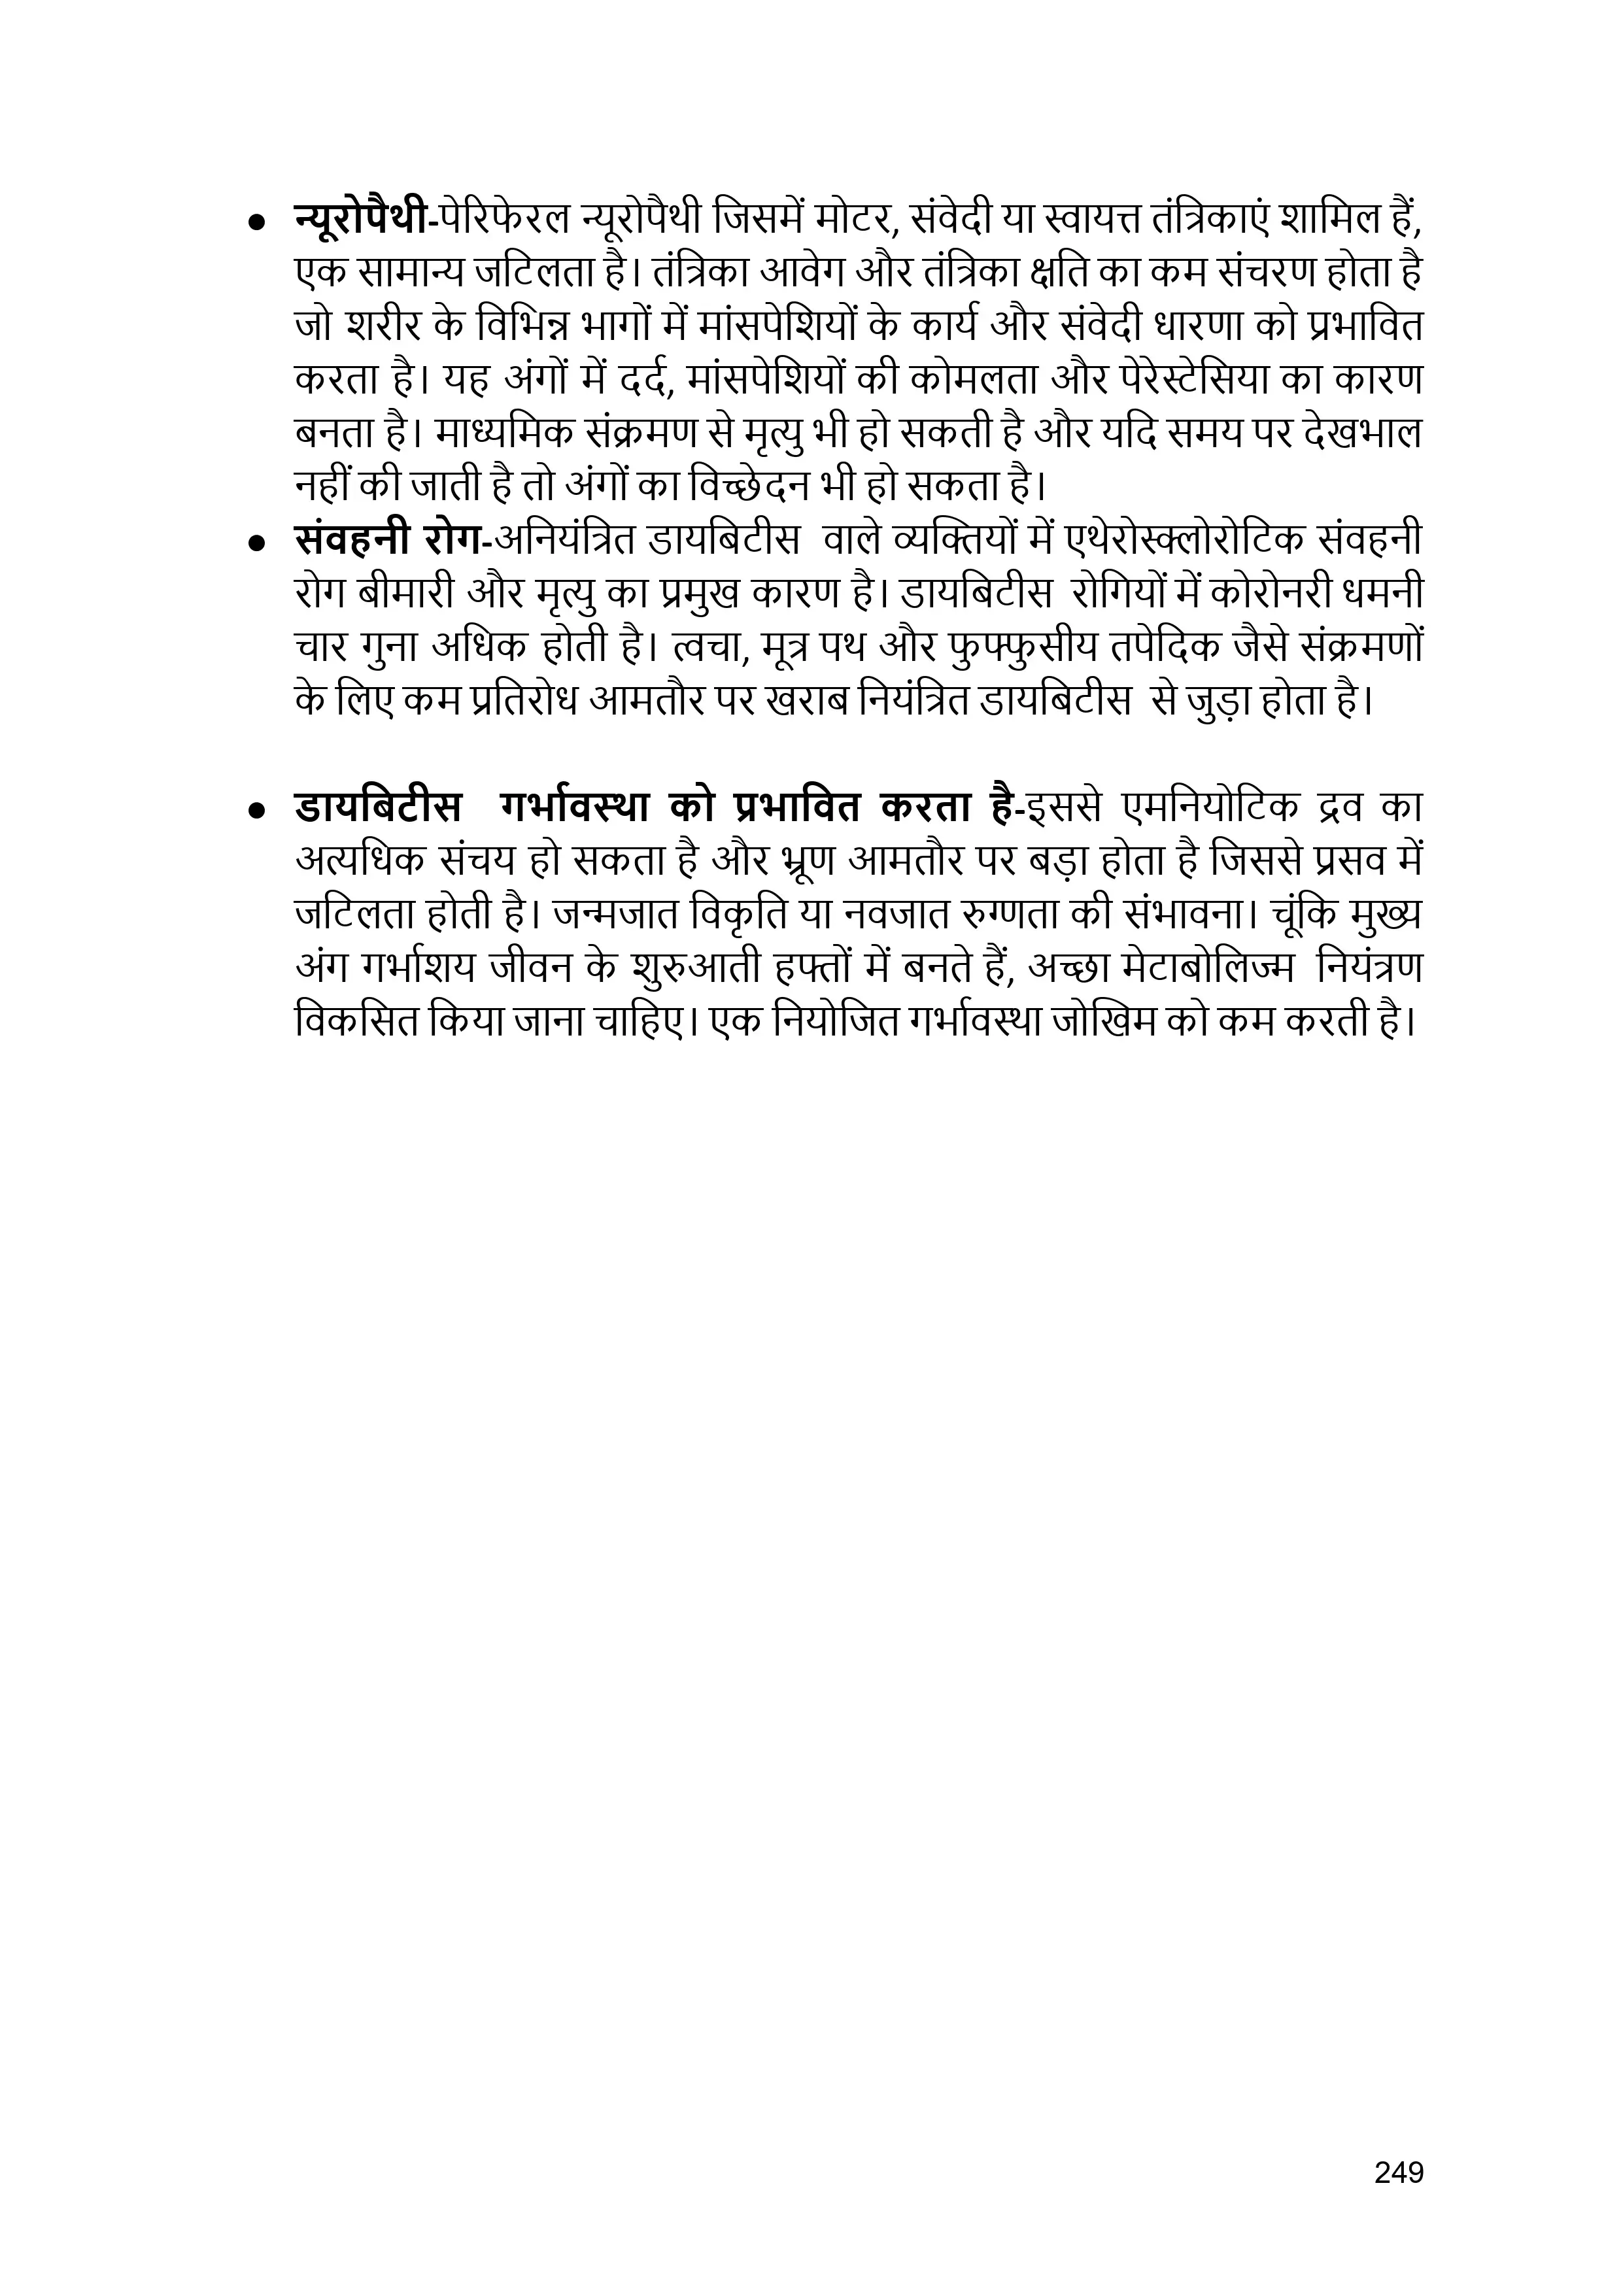 ● न्यूरोपैथी-पेरिफेरल न्यूरोपैथी जिसमें मोटर, संवेदी या स्वायत्त तंत्रिकाएं शामिल हैं,
एक सामान्य जटिलता है। तंत्रिका आवेग और तंत्रिका क्षति का कम संचरण होता है
जो शरीर के विभिन्न भागों में मांसपेशियों के कार्य और संवेदी धारणा को प्रभावित
करता है। यह अंगों में दर्द, मांसपेशियों की कोमलता और पेरेस्टेसिया का कारण
बनता है। माध्यमिक संक्रमण से मृत्यु भी हो सकती है और यदि समय पर देखभाल
नहीं की जाती है तो अंगों का विच्छेदन भी हो सकता है।
● संवहनी रोग-अनियंत्रित डायबिटीस वाले व्यक्तियों में एथेरोस्क्लोरोटिक संवहनी
रोग बीमारी और मृत्यु का प्रमुख कारण है। डायबिटीस रोगियों में कोरोनरी धमनी
चार गुना अधिक होती है। त्वचा, मूत्र पथ और फुफ्फुसीय तपेदिक जैसे संक्रमणों
के लिए कम प्रतिरोध आमतौर पर खराब नियंत्रित डायबिटीस से जुड़ा होता है।
● डायबिटीस गर्भावस्था को प्रभावित करता है-इससे एमनियोटिक द्रव का
अत्यधिक संचय हो सकता है और भ्रूण आमतौर पर बड़ा होता है जिससे प्रसव में
जटिलता होती है। जन्मजात विकृति या नवजात रुग्णता की संभावना। चूंकि मुख्य
अंग गर्भाशय जीवन के शुरुआती हफ्तों में बनते हैं, अच्छा मेटाबोलिज्म नियंत्रण
विकसित किया जाना चाहिए। एक नियोजित गर्भावस्था जोखिम को कम करती है।
249